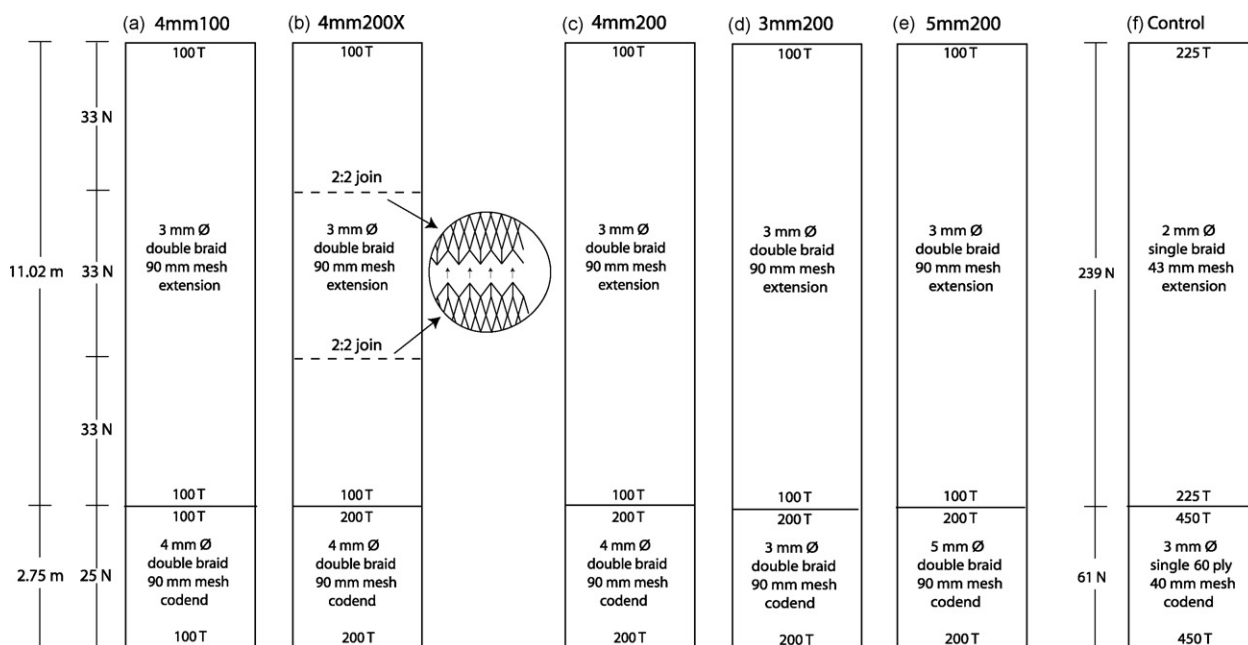 (a) 4mm100
(b) 4mm200X
(c) 4mm200
(d) 3mm200
(e) 5mm200
(f) Control
100 T
100 T
100 T
100 T
100 T
225 T
33 N
2:2 join
11.02 m
33 N
3 mm Ø
double braid
90 mm mesh
extension
3 mm Ø
double braid
90 mm mesh
extension
3 mm Ø
double braid
90 mm mesh
extension
3 mm Ø
double braid
90 mm mesh
extension
3 mm Ø
double braid
90 mm mesh
extension
239 N
2 mm Ø
single braid
43 mm mesh
extension
2:2 join
33 N
100 T
100 T
100 T
100 T
100 T
225 T
100 T
200 T
200 T
200 T
200 T
450 T
2.75 m
25 N
4 mm Ø
double braid
90 mm mesh
codend
4 mm Ø
double braid
90 mm mesh
codend
4 mm Ø
double braid
90 mm mesh
codend
3 mm Ø
double braid
90 mm mesh
codend
5 mm Ø
double braid
90 mm mesh
codend
61 N
3 mm Ø
single 60 ply
40 mm mesh
codend
100 T
200 T
200 T
200 T
200 T
450 T